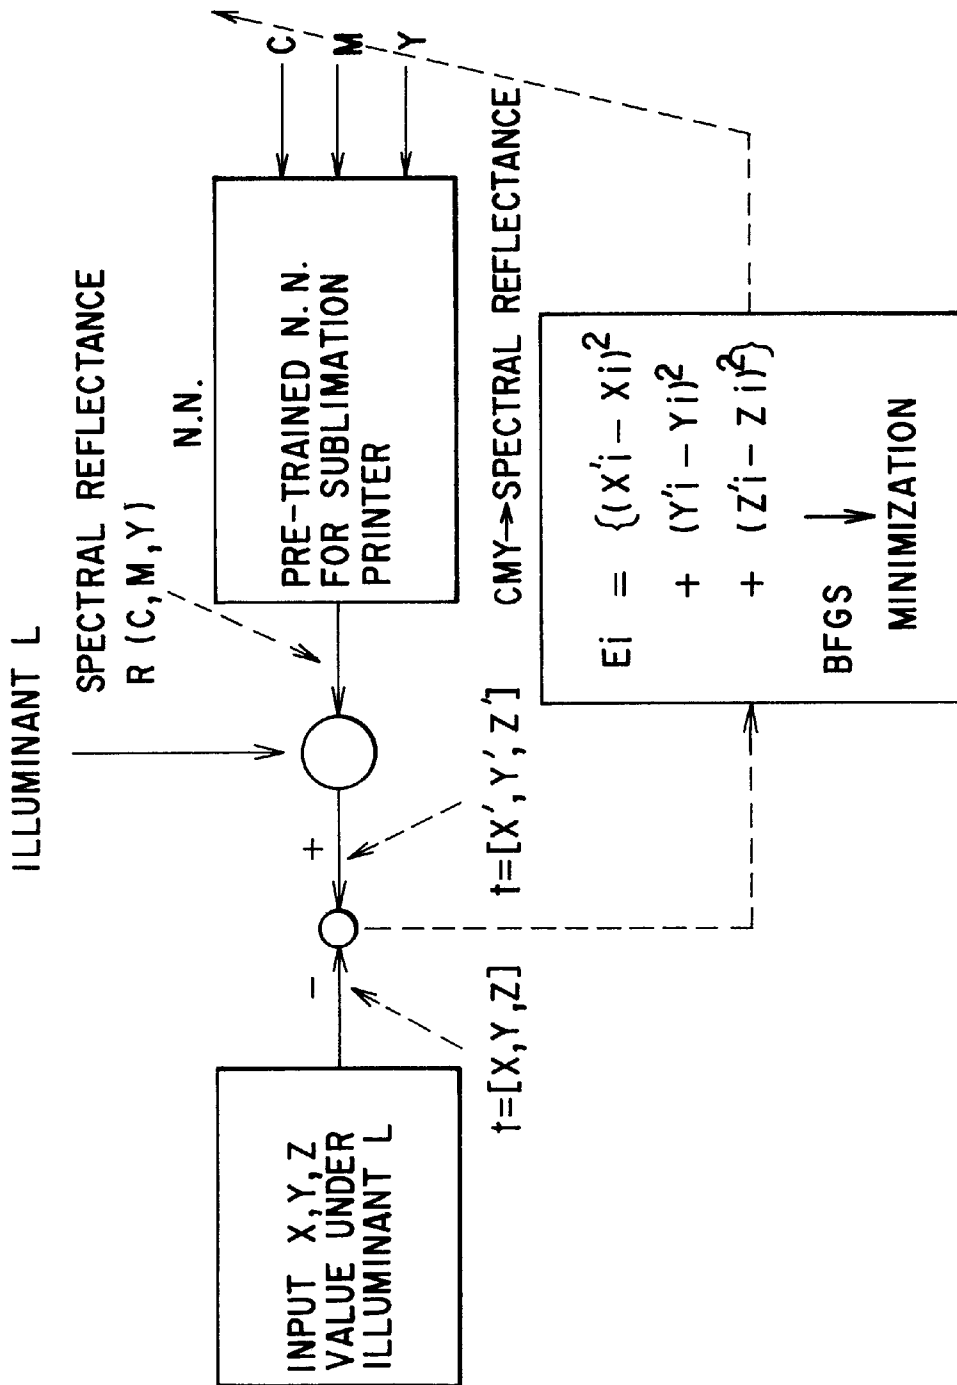 ILLUMINANT L
SPECTRAL REFLECTANCE
R (C,M,Y)
N.N.
C
M
Y
PRE-TRAINED N.N.
FOR SUBLIMATION
PRINTER
+
-
INPUT X,Y,Z
VALUE UNDER
ILLUMINANT L
t=[X,Y,Z]
t=[X',Y',Z']
CMY→SPECTRAL REFLECTANCE
Ei = {(X'i-Xi)²
+ (Y'i-Yi)²
+ (Z'i-Zi)²}
BFGS
MINIMIZATION